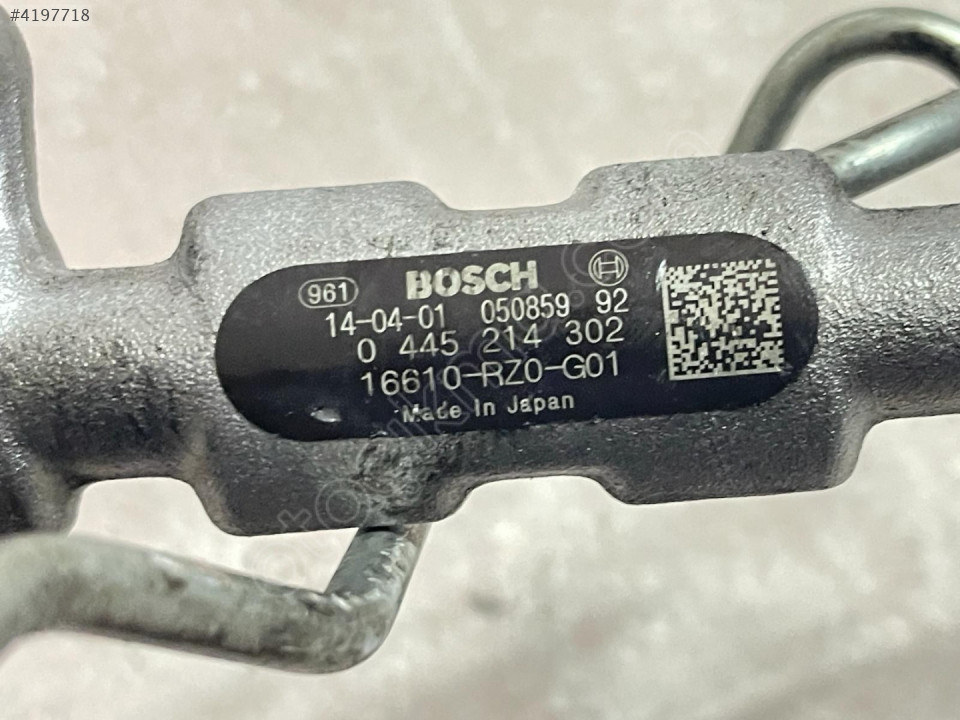 #4197718
961 BOSCH
14-04-01 050859 92
0 445 214 302
16610-RZ0-G01
Made In Japan